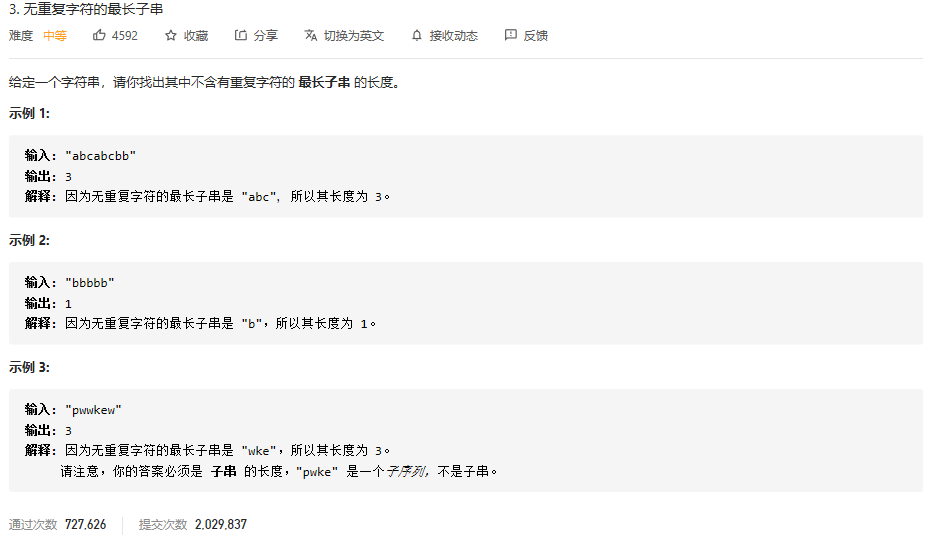 3. 无重复字符的最长子串
难度 中等 4592 收藏 分享 切换为英文 接收动态 反馈
给定一个字符串，请你找出其中不含有重复字符的 最长子串 的长度。
示例 1:
输入: "abcabcbb"
输出: 3
解释: 因为无重复字符的最长子串是 "abc"，所以其长度为 3。
示例 2:
输入: "bbbbb"
输出: 1
解释: 因为无重复字符的最长子串是 "b"，所以其长度为 1。
示例 3:
输入: "pwwkew"
输出: 3
解释: 因为无重复字符的最长子串是 "wke"，所以其长度为 3。
请注意，你的答案必须是 子串 的长度，"pwke" 是一个子序列，不是子串。
通过次数 727,626 提交次数 2,029,837